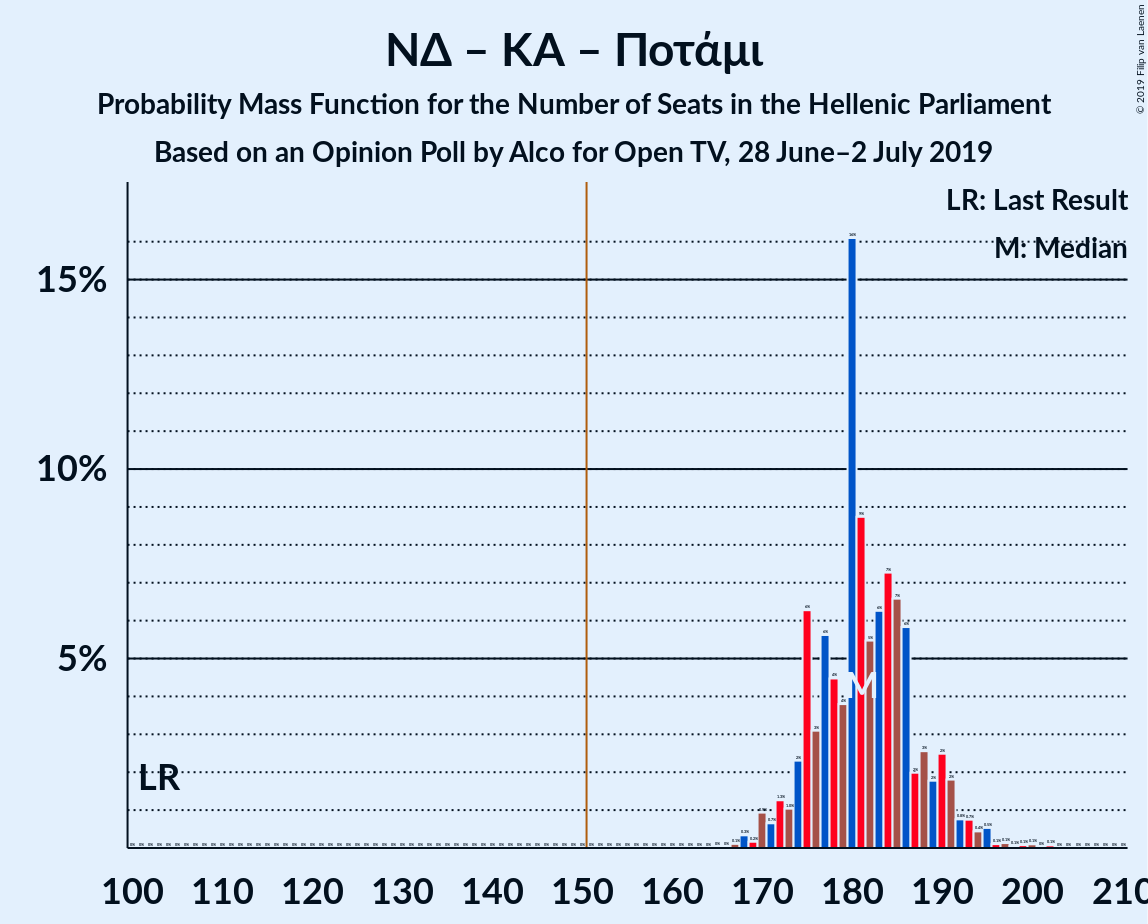 ΝΔ – ΚΑ – Ποτάμι
Probability Mass Function for the Number of Seats in the Hellenic Parliament
Based on an Opinion Poll by Alco for Open TV, 28 June–2 July 2019
© 2019 Filip van Laenen
LR: Last Result
M: Median
15%
10%
5%
LR
M
100 110 120 130 140 150 160 170 180 190 200 210